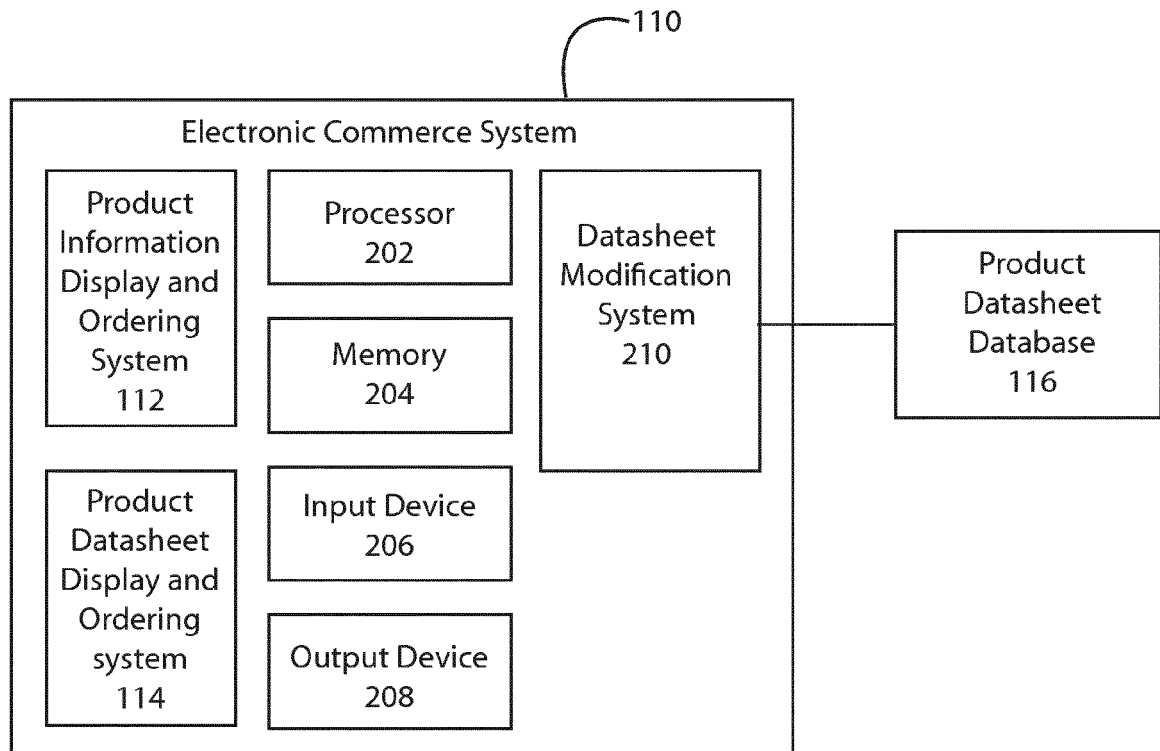 110
Electronic Commerce System
Product
Information
Display and
Ordering
System
112
Processor
202
Memory
204
Datasheet
Modification
System
210
Product
Datasheet
Database
116
Product
Datasheet
Display and
Ordering
system
114
Input Device
206
Output Device
208